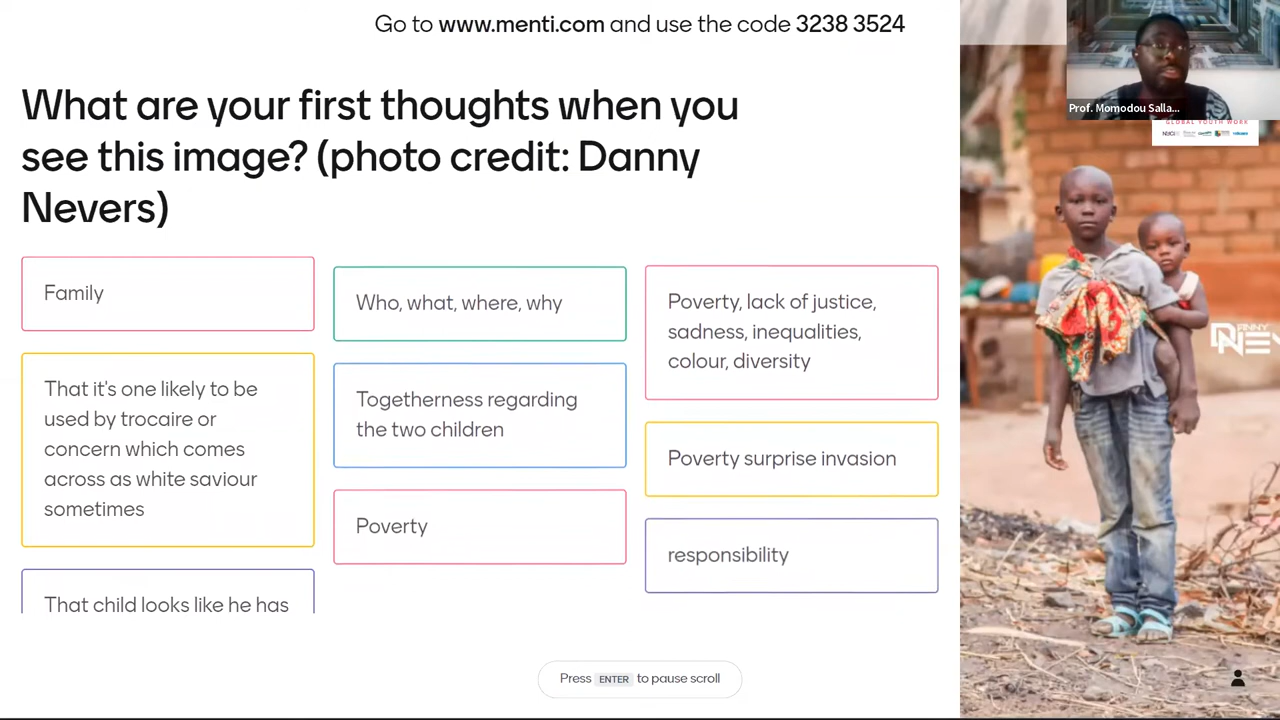 Go to www.menti.com and use the code 3238 3524
What are your first thoughts when you
see this image? (photo credit: Danny
Nevers)
Family
That it's one likely to be
used by trocaire or
concern which comes
across as white saviour
sometimes
That child looks like he has
Who, what, where, why
Togetherness regarding
the two children
Poverty
Poverty, lack of justice,
sadness, inequalities,
colour, diversity
Poverty surprise invasion
responsibility
Press ENTER to pause scroll
Prof. Momodou Salla...
GLOBAL YOUTH WORK
DANNY